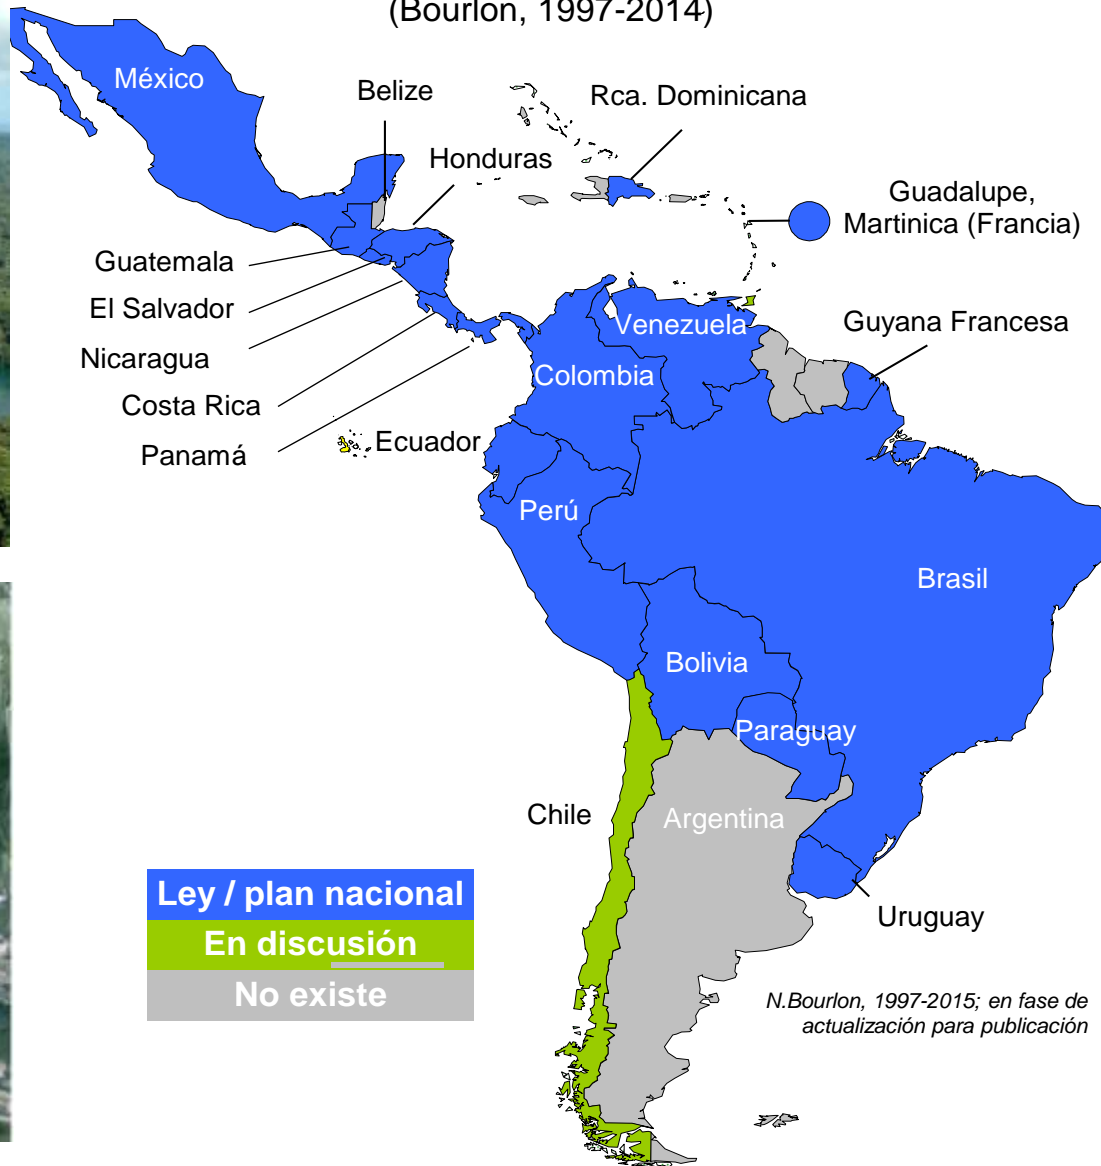 (Bourlon, 1997-2014)
México
Belize
Rca. Dominicana
Honduras
Guadalupe,
Martinica (Francia)
Guatemala
El Salvador
Nicaragua
Costa Rica
Panamá
Venezuela
Guyana Francesa
Colombia
Ecuador
Perú
Brasil
Bolivia
Paraguay
Chile
Argentina
Uruguay
Ley / plan nacional
En discusión
No existe
N.Bourlon, 1997-2015; en fase de
actualización para publicación